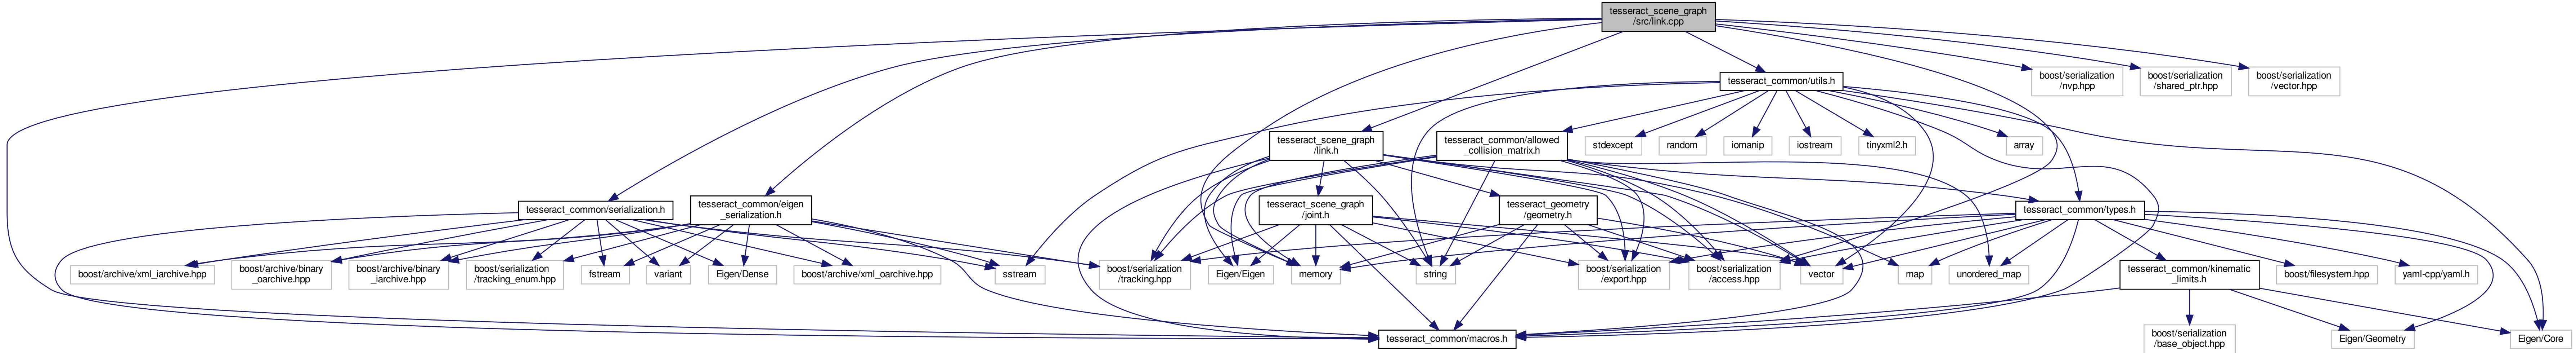 tesseract_scene_graph
/src/link.cpp
tesseract_common/utils.h
boost/serialization
/nvp.hpp
boost/serialization
/shared_ptr.hpp
boost/serialization
/vector.hpp
tesseract_scene_graph
/link.h
tesseract_common/allowed
_collision_matrix.h
stdexcept
random
iomanip
iostream
tinyxml2.h
array
tesseract_common/serialization.h
tesseract_common/eigen
_serialization.h
tesseract_scene_graph
/joint.h
tesseract_geometry
/geometry.h
tesseract_common/types.h
boost/archive/xml_iarchive.hpp
boost/archive/binary
_oarchive.hpp
boost/archive/binary
_iarchive.hpp
boost/serialization
/tracking_enum.hpp
fstream
variant
Eigen/Dense
boost/archive/xml_oarchive.hpp
sstream
boost/serialization
/tracking.hpp
Eigen/Eigen
memory
string
boost/serialization
/export.hpp
boost/serialization
/access.hpp
vector
map
unordered_map
tesseract_common/kinematic
_limits.h
boost/filesystem.hpp
yaml-cpp/yaml.h
tesseract_common/macros.h
boost/serialization
/base_object.hpp
Eigen/Geometry
Eigen/Core